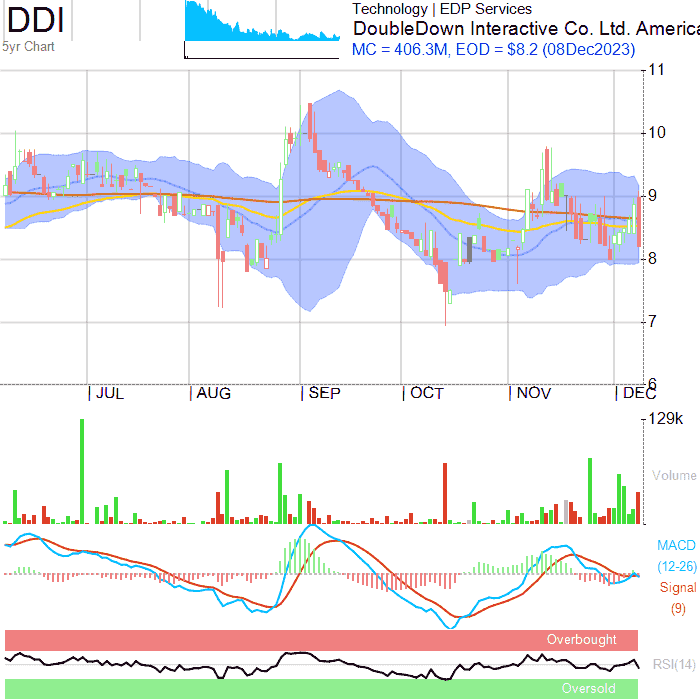 DDI
5yr Chart
Technology | EDP Services
DoubleDown Interactive Co. Ltd. America
MC = 406.3M, EOD = $8.2 (08Dec2023)
11
10
9
8
7
6
JUL AUG SEP OCT NOV DEC
129k
Volume
MACD
(12-26)
Signal
(9)
Overbought
RSI(14)
Oversold